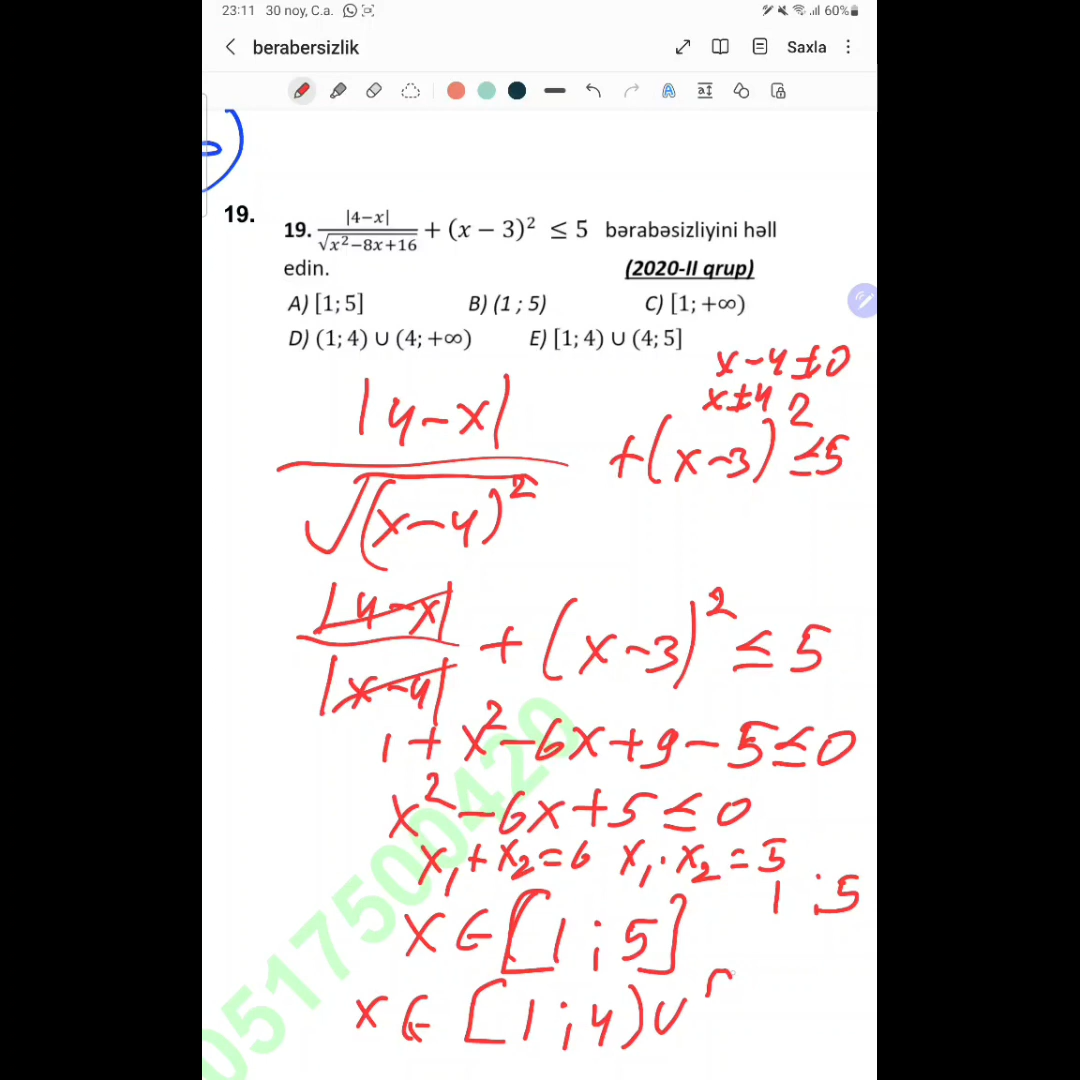 23:11 30 noy, C.a. 60%
berabersizlik Saxla
19.
19. |4−x|/√x²−8x+16 + (x − 3)² ≤ 5 bərabəsizliyini həll
edin. (2020-II qrup)
A) [1; 5] B) (1 ; 5) C) [1; +∞)
D) (1; 4) ∪ (4; +∞) E) [1; 4) ∪ (4; 5]
x−4≠0
x≠4
|4−x|/√(x−4)² +(x−3)² ≤5
|4−x|/|x−4| + (x−3)² ≤ 5
1 + x²−6x+9−5≤0
x²−6x+5≤0
x₁+x₂=6 x₁·x₂=5
1 ;5
x∈[1;5]
x∈[1;4)∪
0517500420